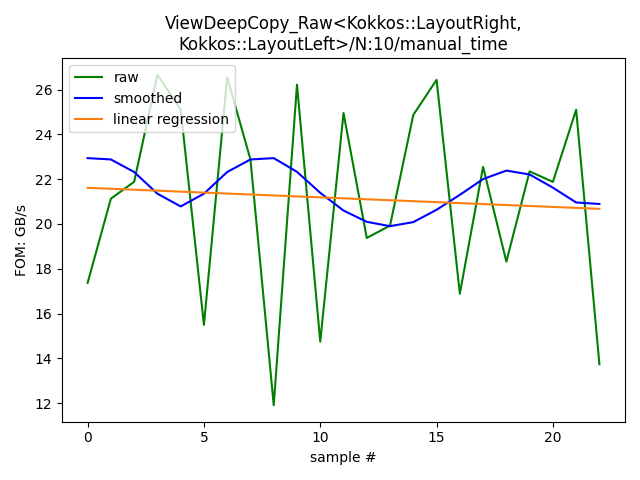 ViewDeepCopy_Raw<Kokkos::LayoutRight,
Kokkos::LayoutLeft>/N:10/manual_time
raw
smoothed
linear regression
FOM: GB/s
26
24
22
20
18
16
14
12
0
5
10
15
20
sample #